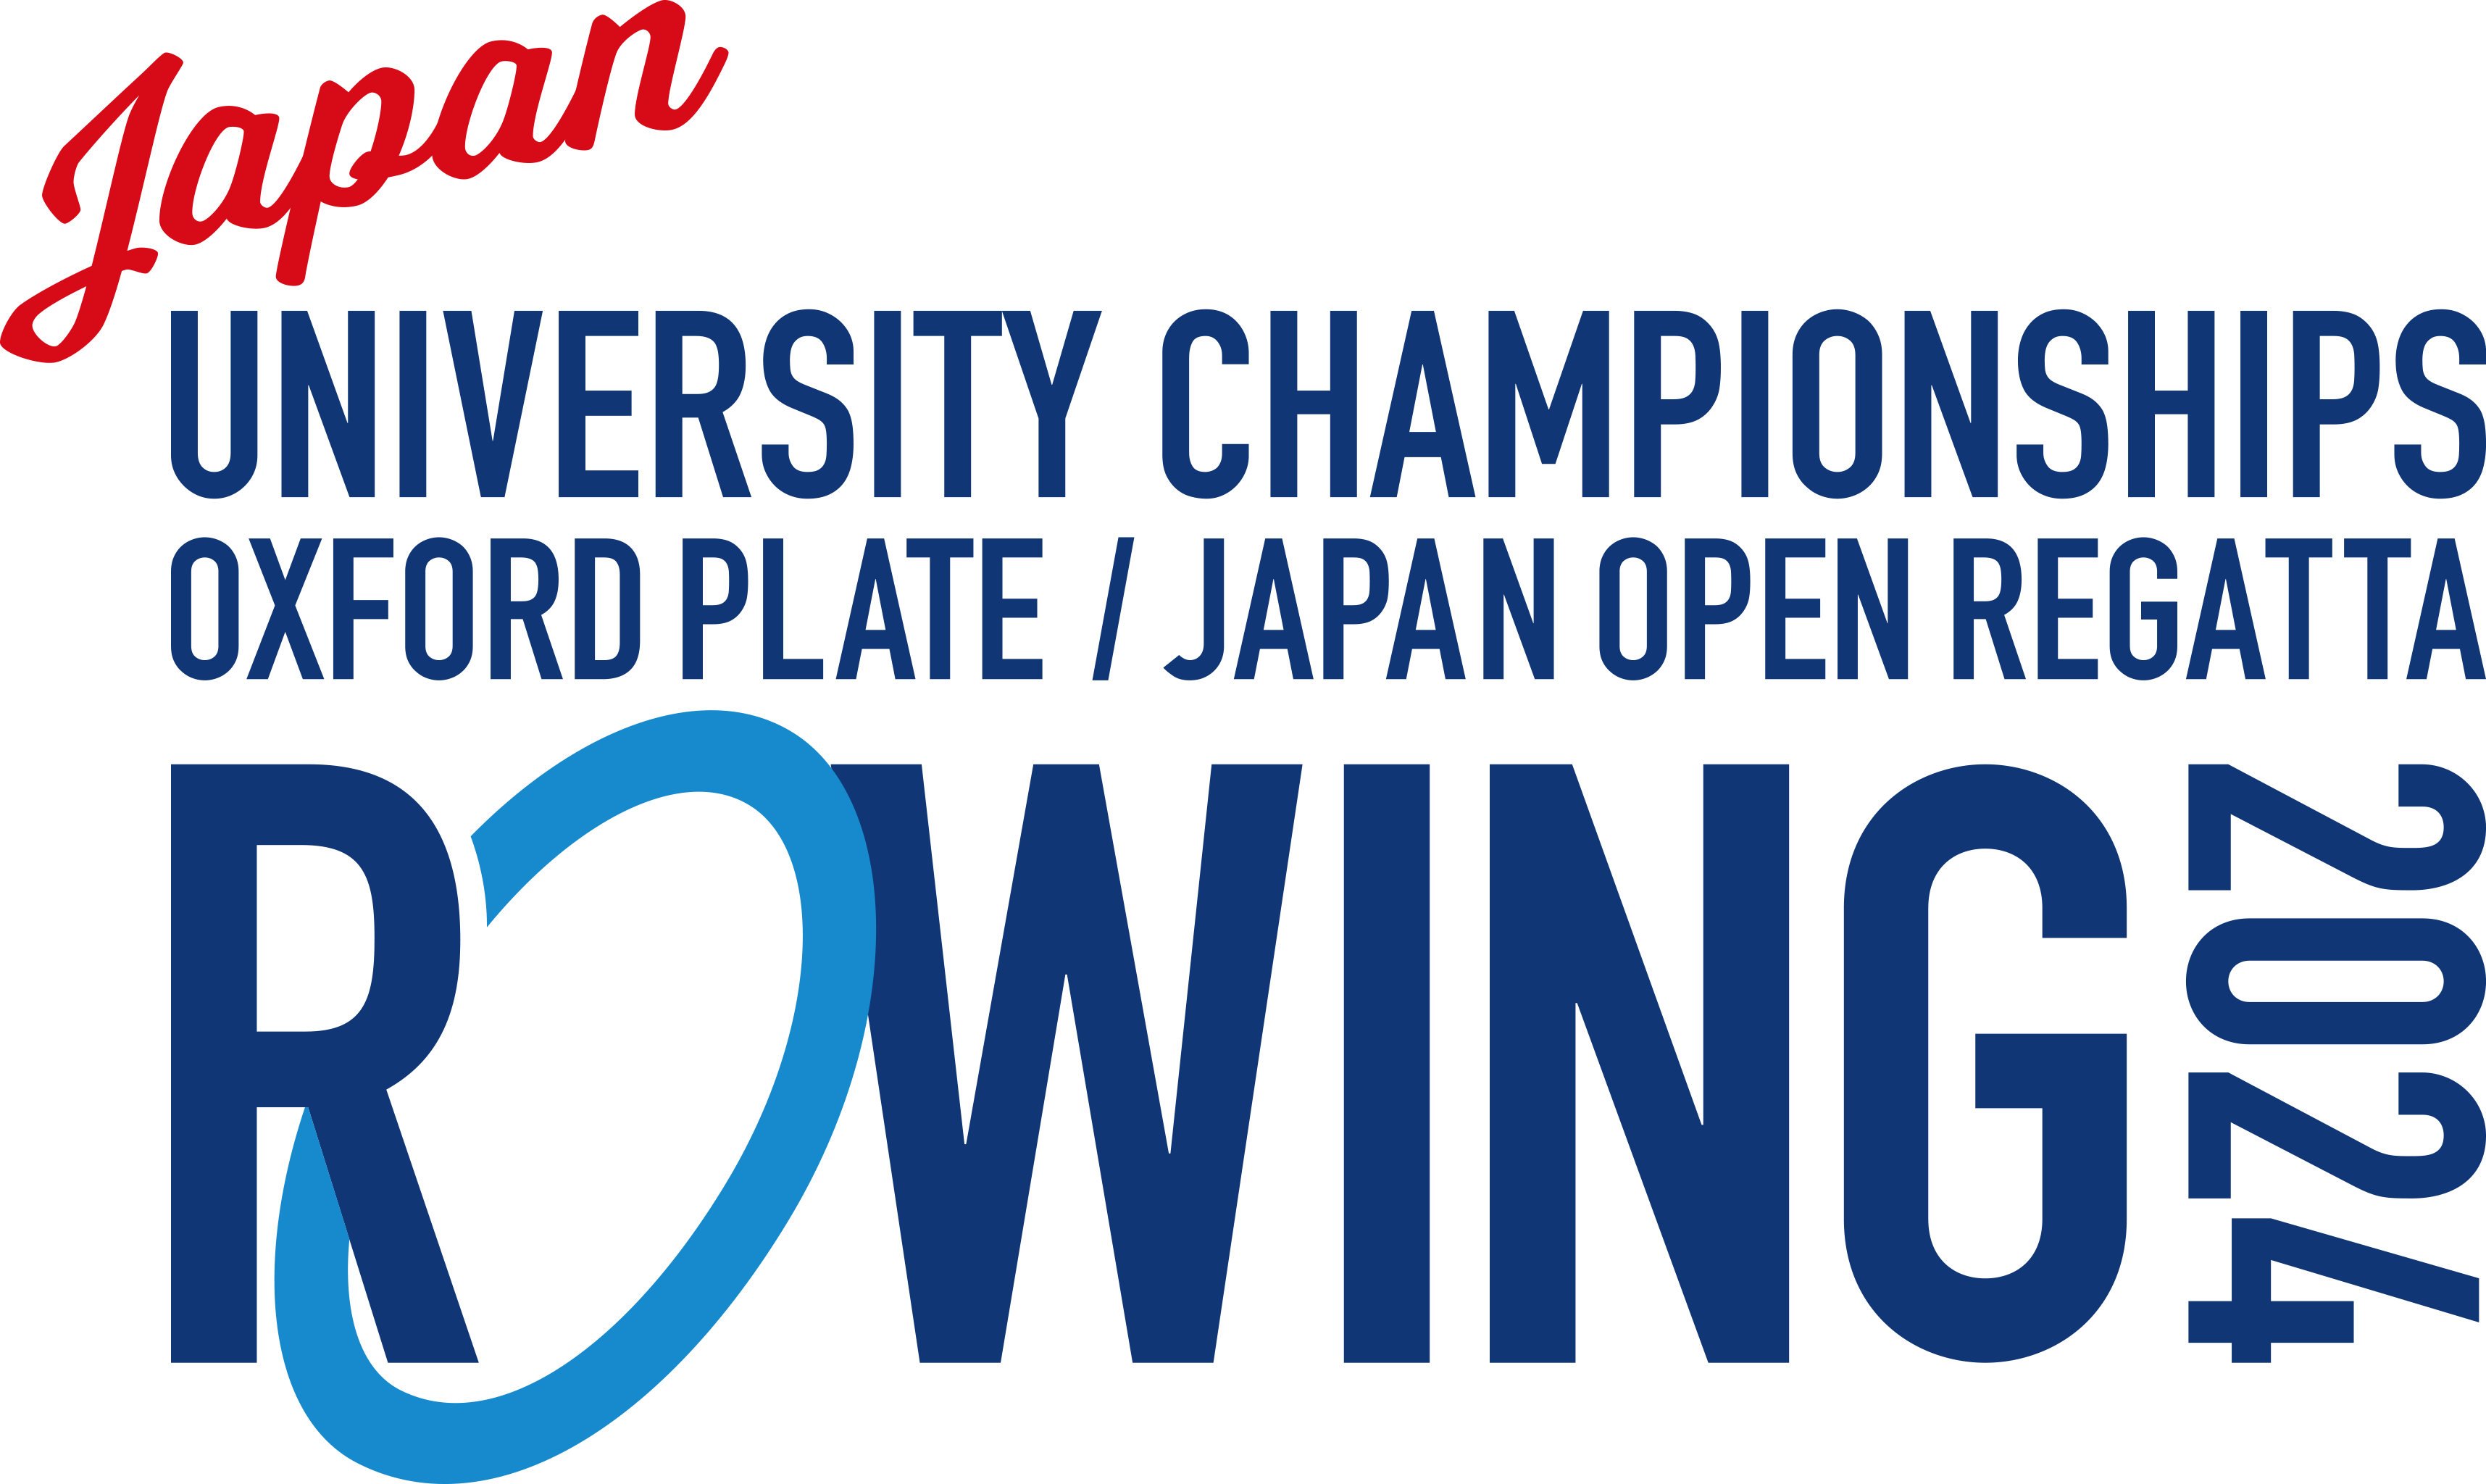 Japan
UNIVERSITY CHAMPIONSHIPS
OXFORD PLATE / JAPAN OPEN REGATTA
ROWING
2024